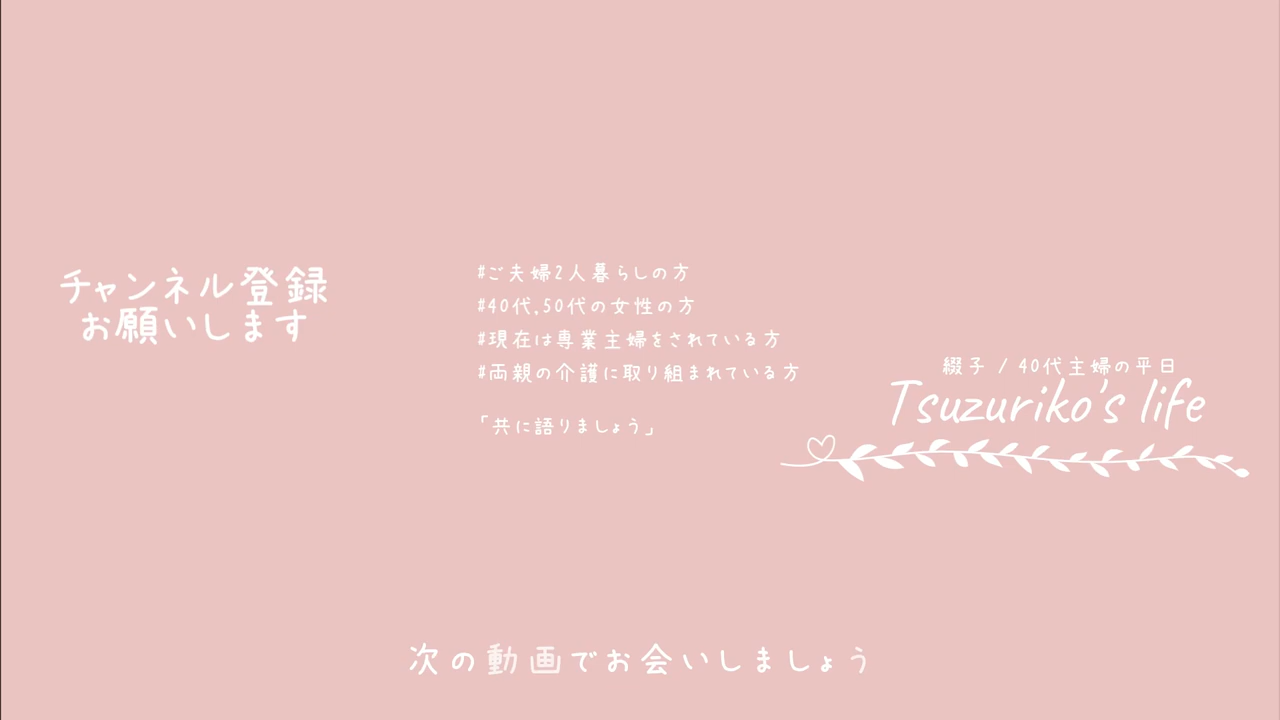 チャンネル登録
お願いします
#ご夫婦2人暮らしの方
#40代,50代の女性の方
#現在は専業主婦をされている方
#両親の介護に取り組まれている方
「共に語りましょう」
綴子 / 40代主婦の平日
Tsuzuriko's life
次の動画でお会いしましょう